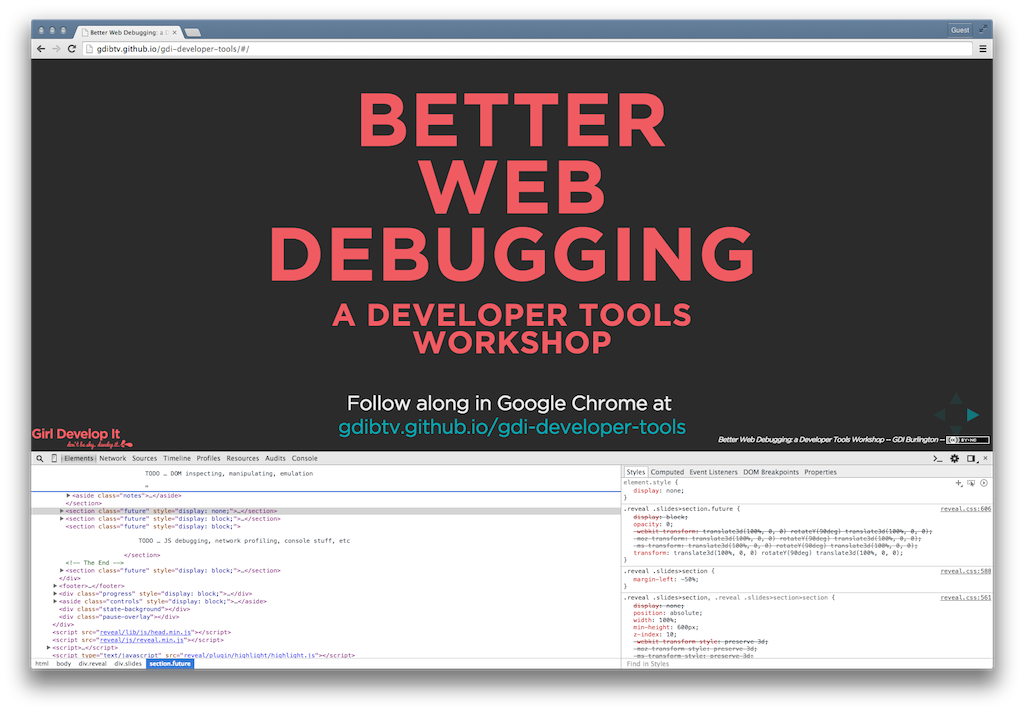 Better Web Debugging: a D
Guest
gdibtv.github.io/gdi-developer-tools/#/
BETTER
WEB
DEBUGGING
A DEVELOPER TOOLS
WORKSHOP
Follow along in Google Chrome at
gdibtv.github.io/gdi-developer-tools
Girl Develop It
don't be shy, develop it.
Better Web Debugging: a Developer Tools Workshop — GDI Burlington —
BY-NC
Elements Network Sources Timeline Profiles Resources Audits Console
TODO … DOM inspecting, manipulating, emulation
"
▶<aside class="notes">…</aside>
</section>
▶<section class="future" style="display: none;">…</section>
▶<section class="future" style="display: block;">…</section>
<section class="future" style="display: block;">
TODO … JS debugging, network profiling, console stuff, etc
</section>
<!-- The End -->
▶<section class="future" style="display: block;">…</section>
</div>
▶<footer>…</footer>
▶<div class="progress" style="display: block;">…</div>
▶<aside class="controls" style="display: block;">…</aside>
<div class="state-background"></div>
<div class="pause-overlay"></div>
</div>
<script src="reveal/lib/js/head.min.js"></script>
<script src="reveal/js/reveal.min.js"></script>
▶<script>…</script>
<script type="text/javascript" src="reveal/plugin/highlight/highlight.js"></script>
html body div.reveal div.slides section.future
Styles Computed Event Listeners DOM Breakpoints Properties
element.style {
display: none;
}
.reveal .slides>section.future {
reveal.css:606
display: block;
opacity: 0;
-webkit-transform: translate3d(100%, 0, 0) rotateY(90deg) translate3d(100%, 0, 0);
-moz-transform: translate3d(100%, 0, 0) rotateY(90deg) translate3d(100%, 0, 0);
-ms-transform: translate3d(100%, 0, 0) rotateY(90deg) translate3d(100%, 0, 0);
transform: translate3d(100%, 0, 0) rotateY(90deg) translate3d(100%, 0, 0);
}
.reveal .slides>section {
reveal.css:588
margin-left: -50%;
}
.reveal .slides>section, .reveal .slides>section>section {
reveal.css:561
display: none;
position: absolute;
width: 100%;
min-height: 600px;
z-index: 10;
-webkit-transform-style: preserve-3d;
-moz-transform-style: preserve-3d;
-ms-transform-style: preserve-3d;
Find in Styles